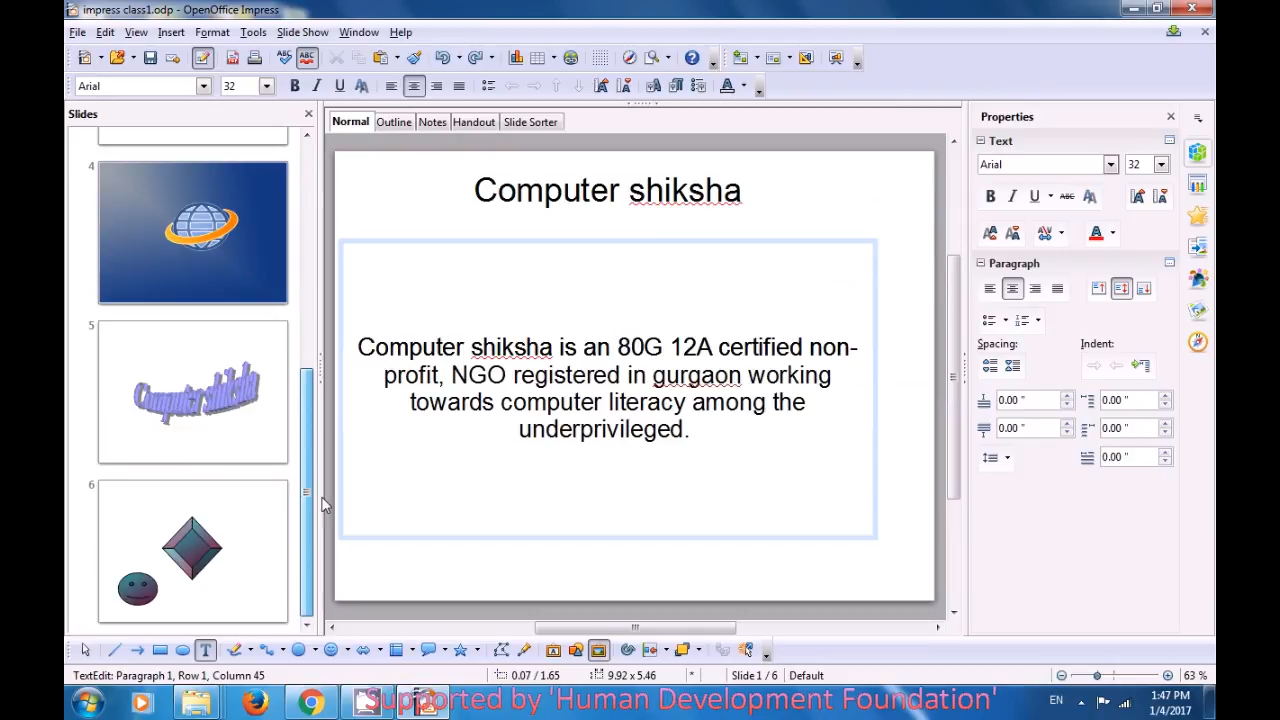 impress class1.odp - OpenOffice Impress
File Edit View Insert Format Tools Slide Show Window Help
Arial 32
Slides
Normal Outline Notes Handout Slide Sorter
Properties
4
5
Computer shiksha
6
Computer shiksha
Computer shiksha is an 80G 12A certified non-
profit, NGO registered in gurgaon working
towards computer literacy among the
underprivileged.
Text
Arial 32
Paragraph
Spacing: Indent:
0.00 " 0.00 "
0.00 " 0.00 "
0.00 "
TextEdit: Paragraph 1, Row 1, Column 45 0.07 / 1.65 9.92 x 5.46 * Slide 1 / 6 Default 63 %
Supported by 'Human Development Foundation'
EN 1:47 PM
1/4/2017